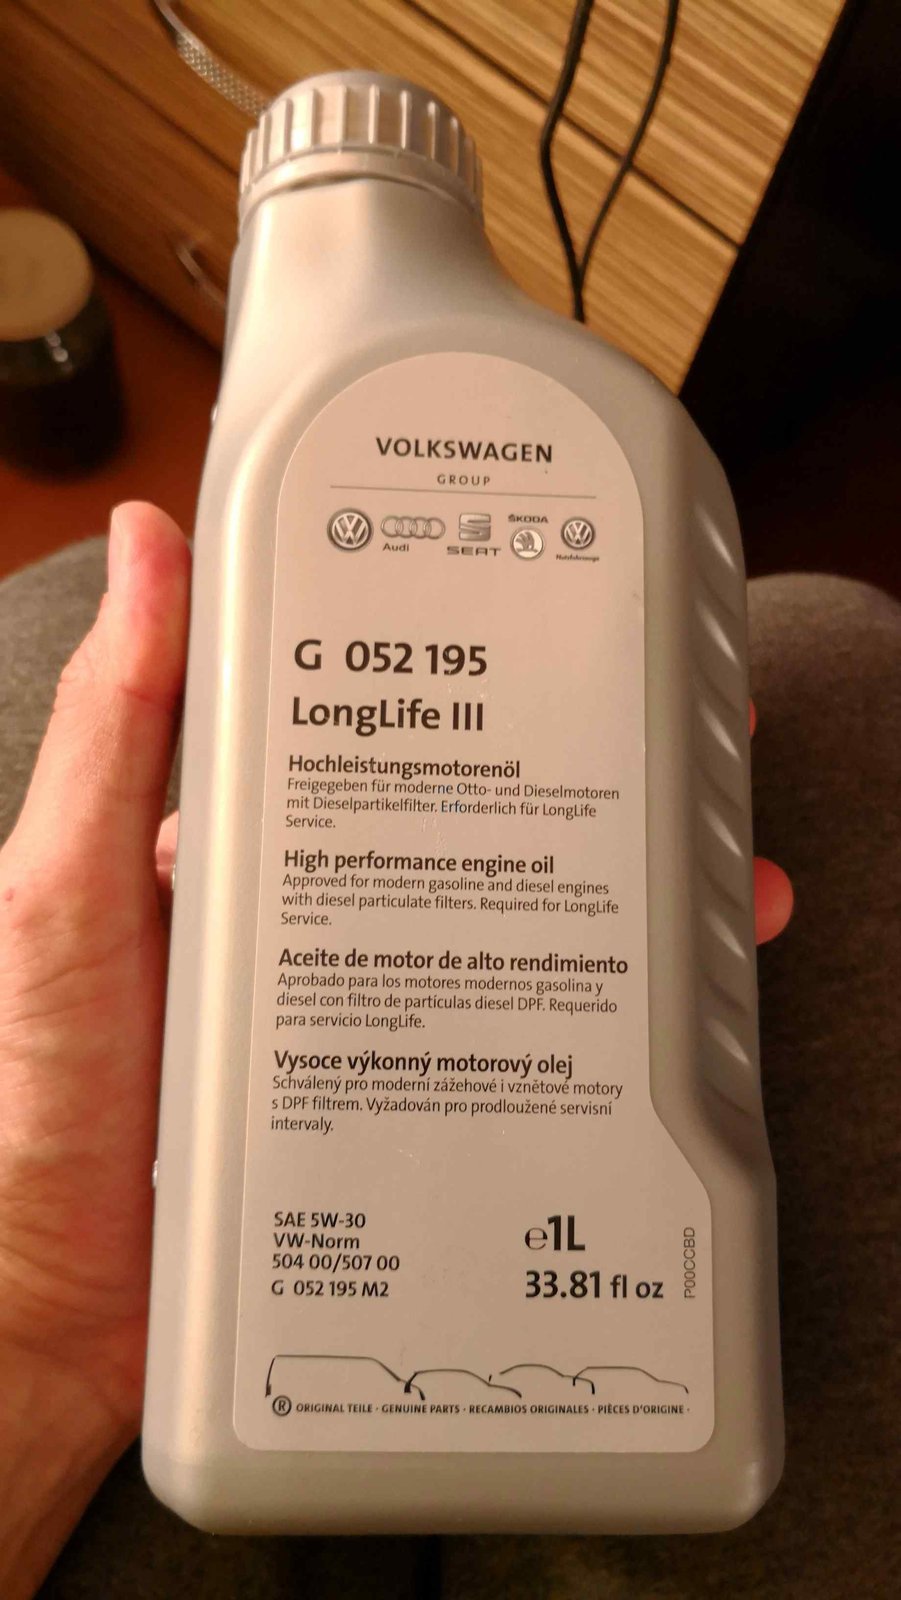 VOLKSWAGEN
GROUP
Audi
SEAT
ŠKODA
Nutzfahrzeuge
G 052 195
LongLife III
Hochleistungsmotorenöl
Freigegeben für moderne Otto- und Dieselmotoren
mit Dieselpartikelfilter. Erforderlich für LongLife
Service.
High performance engine oil
Approved for modern gasoline and diesel engines
with diesel particulate filters. Required for LongLife
Service.
Aceite de motor de alto rendimiento
Aprobado para los motores modernos gasolina y
diesel con filtro de partículas diesel DPF. Requerido
para servicio LongLife.
Vysoce výkonný motorový olej
Schválený pro moderní zážehové i vznětové motory
s DPF filtrem. Vyžadován pro prodloužené servisní
intervaly.
SAE 5W-30
VW-Norm
504 00/507 00
G 052 195 M2
℮1L
33.81 fl oz
P00CCBD
® ORIGINAL TEILE · GENUINE PARTS · RECAMBIOS ORIGINALES · PIÈCES D'ORIGINE ·